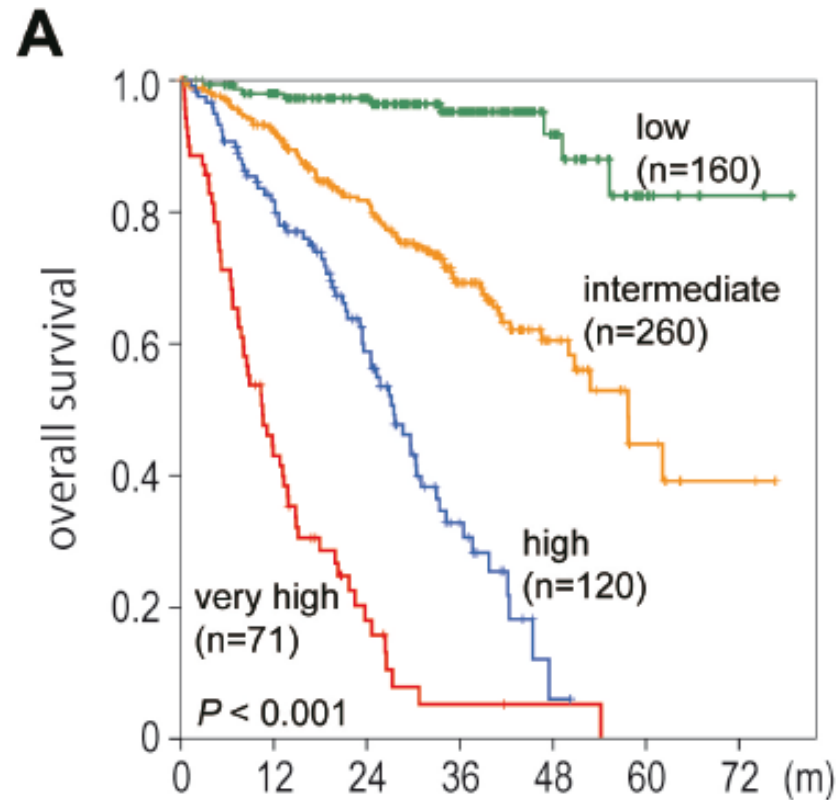 A
overall survival
1.0
0.8
0.6
0.4
0.2
0
low
(n=160)
intermediate
(n=260)
high
(n=120)
very high
(n=71)
P < 0.001
0 12 24 36 48 60 72 (m)